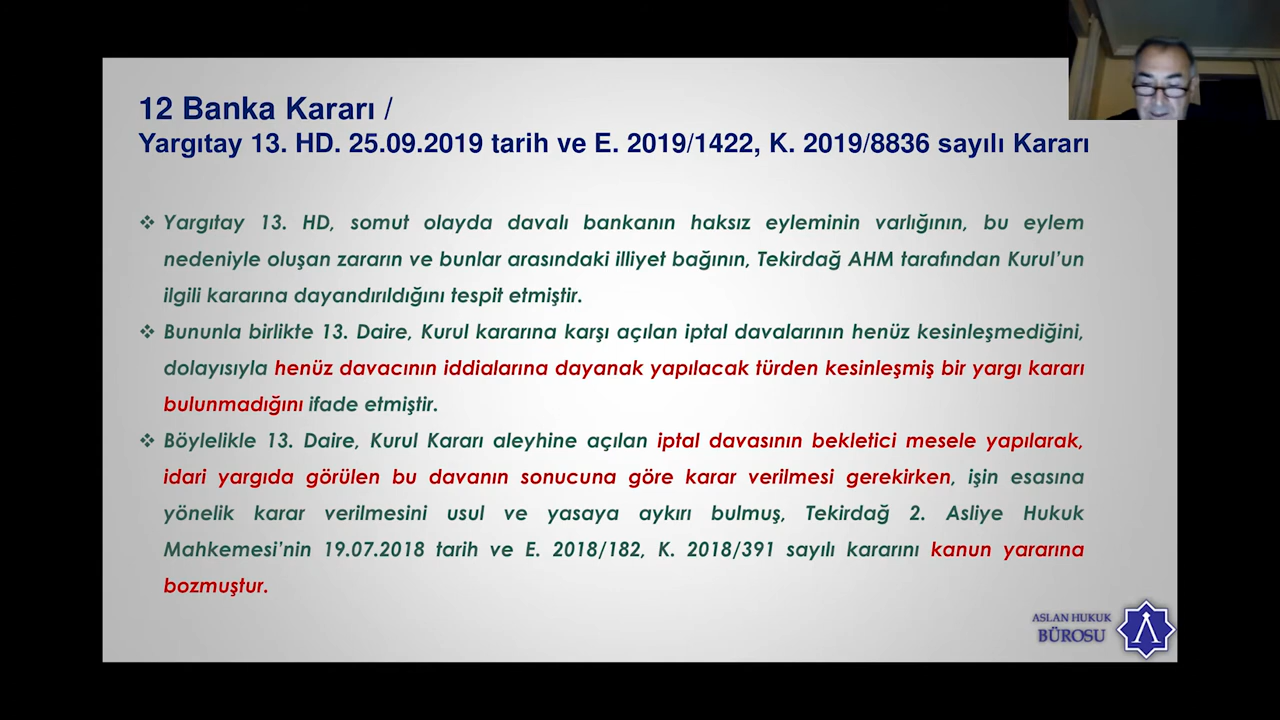 12 Banka Kararı /
Yargıtay 13. HD. 25.09.2019 tarih ve E. 2019/1422, K. 2019/8836 sayılı Kararı
❖ Yargıtay 13. HD, somut olayda davalı bankanın haksız eyleminin varlığının, bu eylem
nedeniyle oluşan zararın ve bunlar arasındaki illiyet bağının, Tekirdağ AHM tarafından Kurul’un
ilgili kararına dayandırıldığını tespit etmiştir.
❖ Bununla birlikte 13. Daire, Kurul kararına karşı açılan iptal davalarının henüz kesinleşmediğini,
dolayısıyla henüz davacının iddialarına dayanak yapılacak türden kesinleşmiş bir yargı kararı
bulunmadığını ifade etmiştir.
❖ Böylelikle 13. Daire, Kurul Kararı aleyhine açılan iptal davasının bekletici mesele yapılarak,
idari yargıda görülen bu davanın sonucuna göre karar verilmesi gerekirken, işin esasına
yönelik karar verilmesini usul ve yasaya aykırı bulmuş, Tekirdağ 2. Asliye Hukuk
Mahkemesi’nin 19.07.2018 tarih ve E. 2018/182, K. 2018/391 sayılı kararını kanun yararına
bozmuştur.
ASLAN HUKUK
BÜROSU